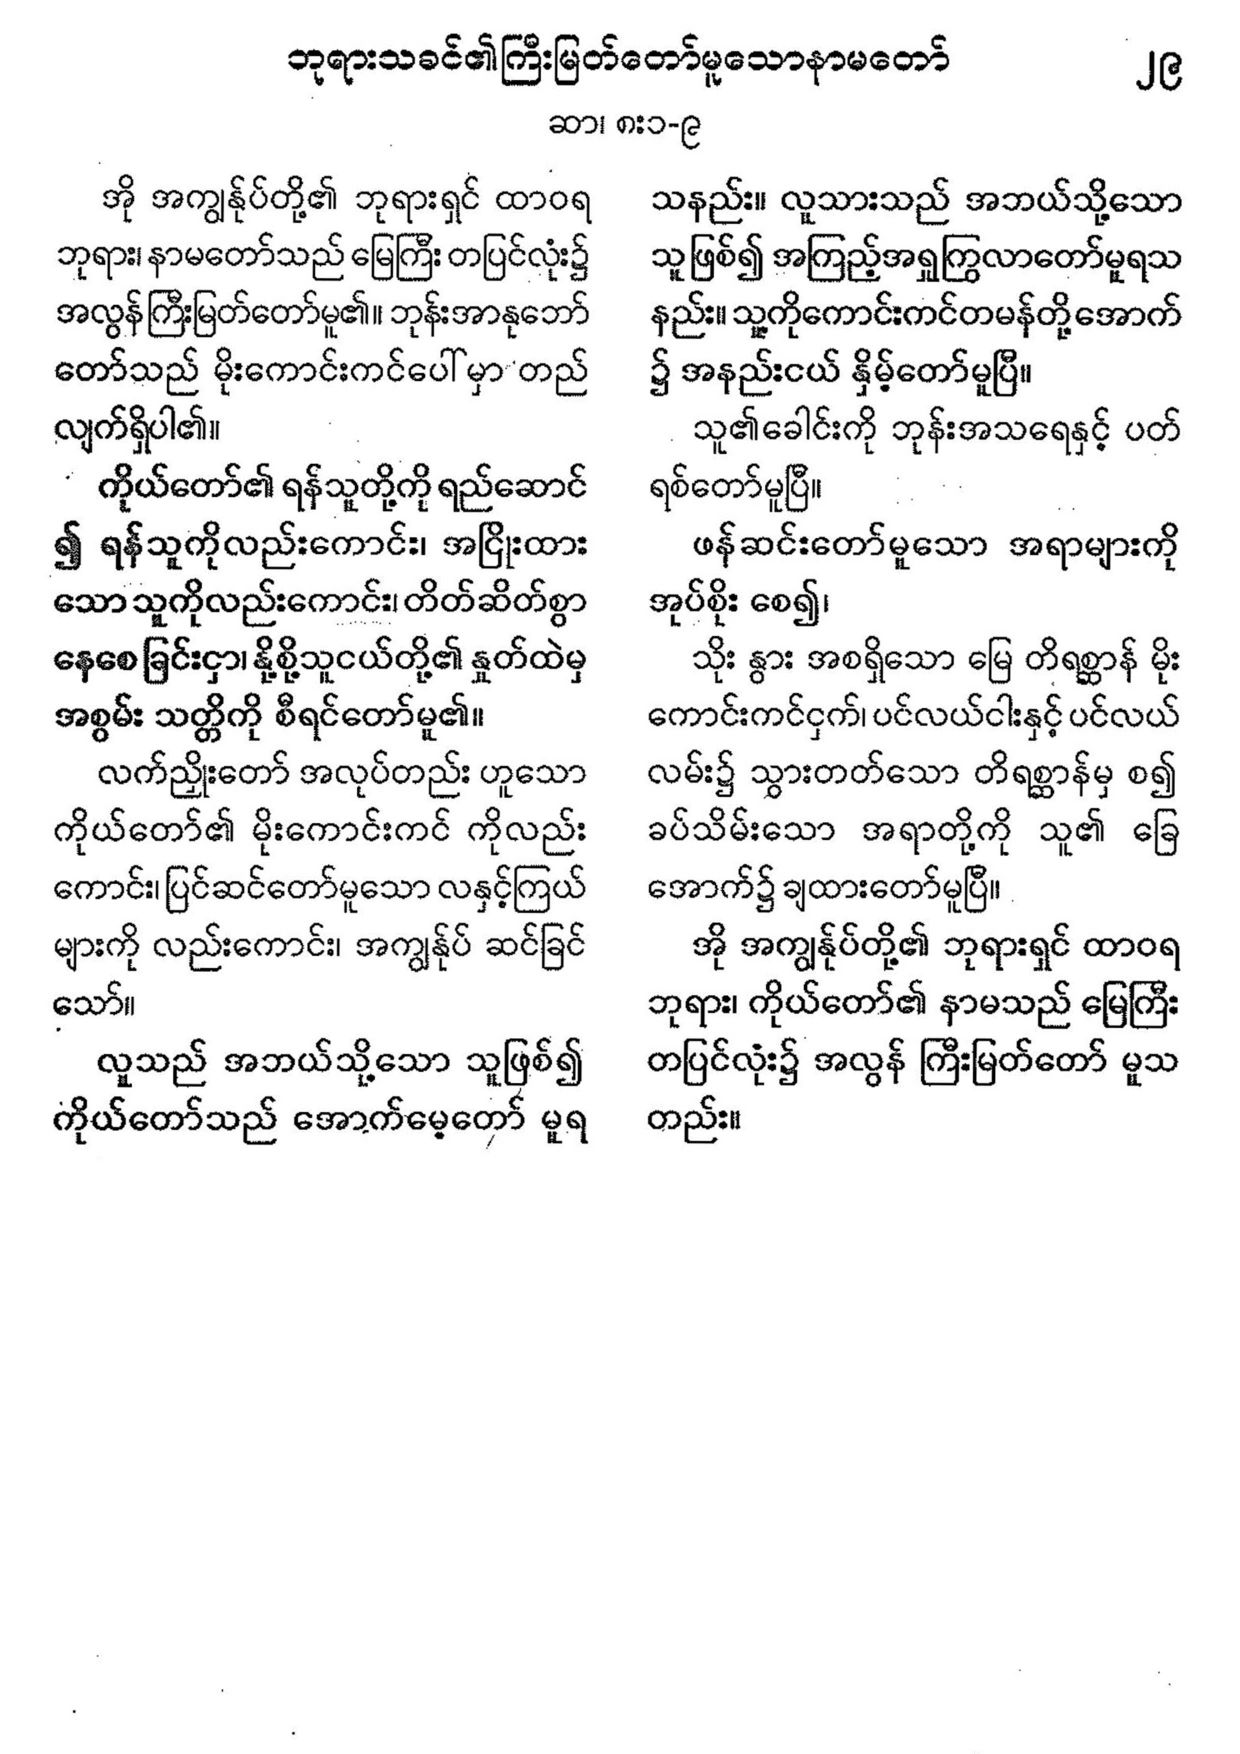 ဘုရားသခင်၏ကြီးမြတ်တော်မူသောနာမတော်
၂၉
ဆာ၊ ၈း၁-၉
အို အကျွန်ုပ်တို့၏ ဘုရားရှင် ထာဝရ
ဘုရား၊ နာမတော်သည် မြေကြီး တပြင်လုံး၌
အလွန်ကြီးမြတ်တော်မူ၏။ ဘုန်းအာနုဘော်
တော်သည် မိုးကောင်းကင်ပေါ်မှာ တည်
လျက်ရှိပါ၏။
ကိုယ်တော်၏ ရန်သူတို့ကို ရည်ဆောင်
၍ ရန်သူကိုလည်းကောင်း၊ အငြိုးထား
သောသူကိုလည်းကောင်း၊ တိတ်ဆိတ်စွာ
နေစေခြင်းငှာ၊ နို့စို့သူငယ်တို့၏ နှုတ်ထဲမှ
အစွမ်း သတ္တိကို စီရင်တော်မူ၏။
လက်ညှိုးတော် အလုပ်တည်း ဟူသော
ကိုယ်တော်၏ မိုးကောင်းကင် ကိုလည်း
ကောင်း၊ ပြင်ဆင်တော်မူသော လနှင့်ကြယ်
များကို လည်းကောင်း၊ အကျွန်ုပ် ဆင်ခြင်
သော်။
လူသည် အဘယ်သို့သော သူဖြစ်၍
ကိုယ်တော်သည် အောက်မေ့တော် မူရ
သနည်း။ လူသားသည် အဘယ်သို့သော
သူဖြစ်၍ အကြည့်အရှုကြွလာတော်မူရသ
နည်း။ သူ့ကိုကောင်းကင်တမန်တို့အောက်
၌ အနည်းငယ် နှိမ့်တော်မူပြီ။
သူ၏ခေါင်းကို ဘုန်းအသရေနှင့် ပတ်
ရစ်တော်မူပြီ။
ဖန်ဆင်းတော်မူသော အရာများကို
အုပ်စိုး စေ၍၊
သိုး နွား အစရှိသော မြေ တိရစ္ဆာန် မိုး
ကောင်းကင်ငှက်၊ ပင်လယ်ငါးနှင့် ပင်လယ်
လမ်း၌ သွားတတ်သော တိရစ္ဆာန်မှ စ၍
ခပ်သိမ်းသော အရာတို့ကို သူ၏ ခြေ
အောက်၌ ချထားတော်မူပြီ။
အို အကျွန်ုပ်တို့၏ ဘုရားရှင် ထာဝရ
ဘုရား၊ ကိုယ်တော်၏ နာမသည် မြေကြီး
တပြင်လုံး၌ အလွန် ကြီးမြတ်တော် မူသ
တည်း။